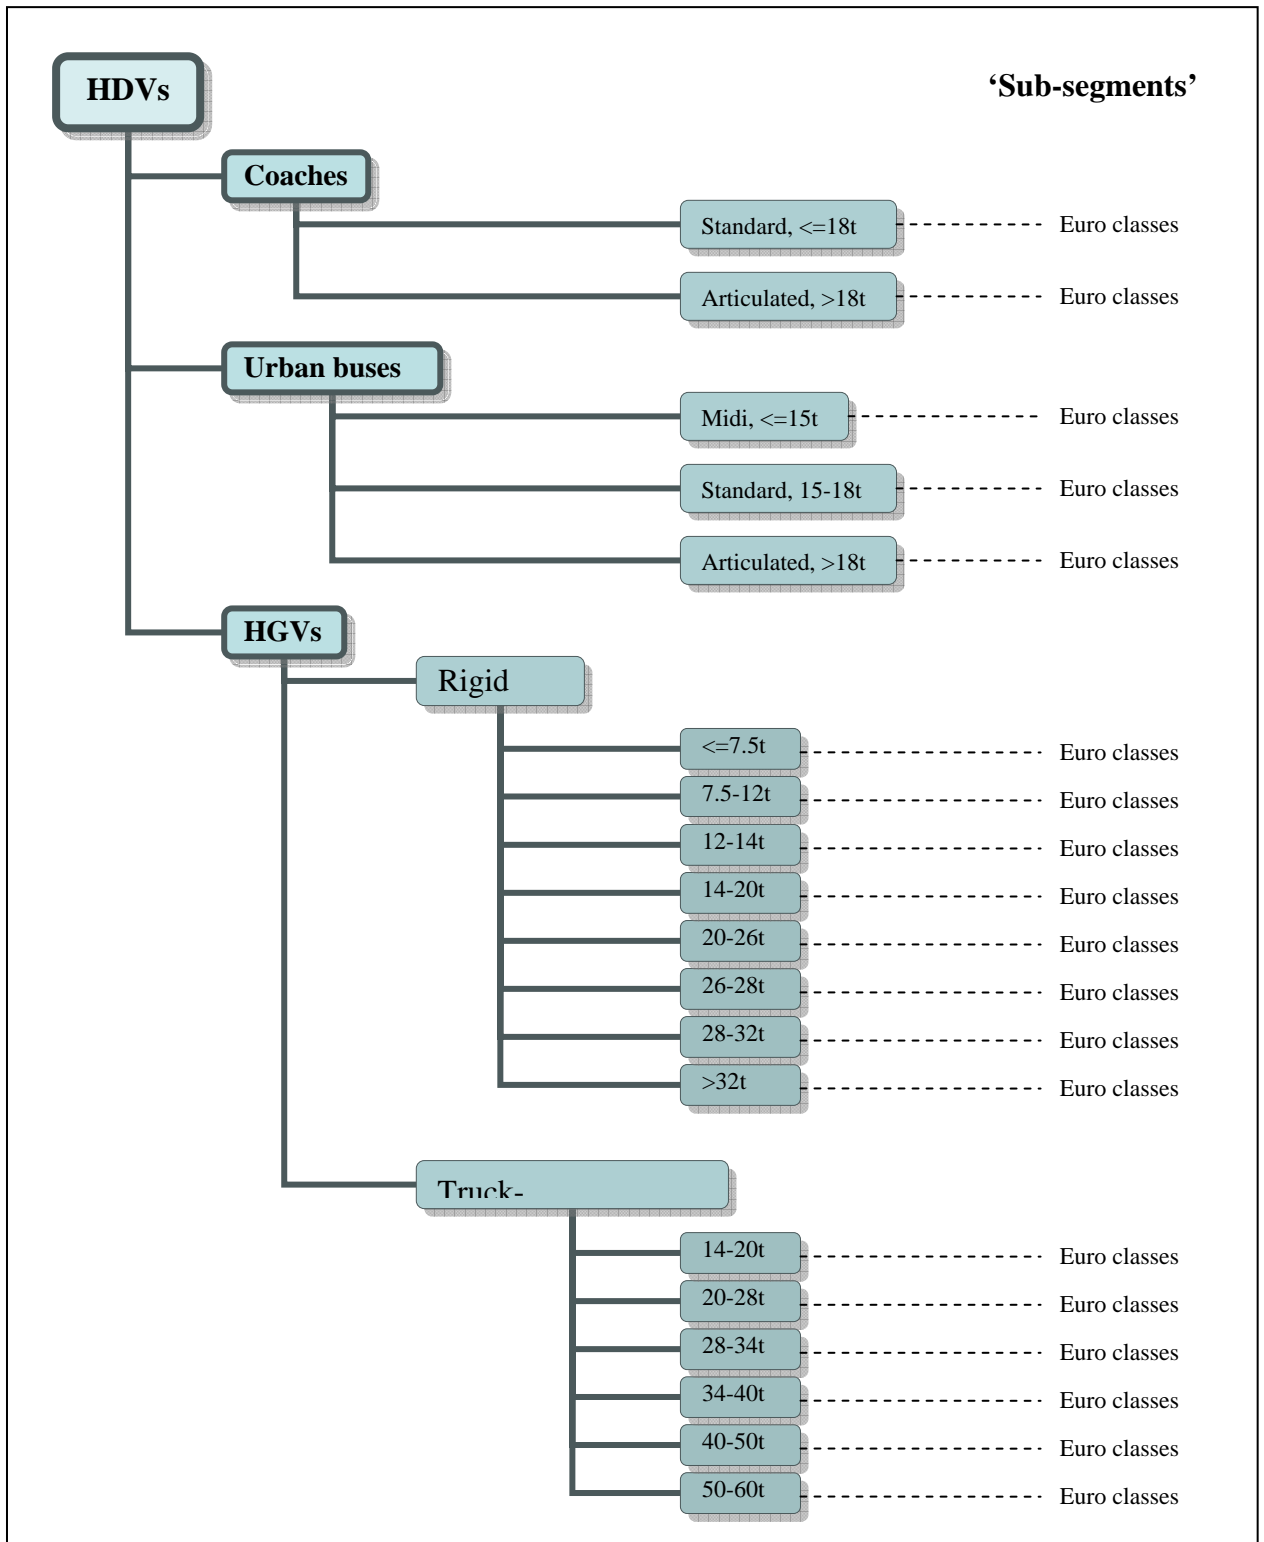 HDVs
‘Sub-segments’
Coaches
Standard, <=18t Euro classes
Articulated, >18t Euro classes
Urban buses
Midi, <=15t Euro classes
Standard, 15-18t Euro classes
Articulated, >18t Euro classes
HGVs
Rigid
<=7.5t Euro classes
7.5-12t Euro classes
12-14t Euro classes
14-20t Euro classes
20-26t Euro classes
26-28t Euro classes
28-32t Euro classes
>32t Euro classes
Truck-
14-20t Euro classes
20-28t Euro classes
28-34t Euro classes
34-40t Euro classes
40-50t Euro classes
50-60t Euro classes